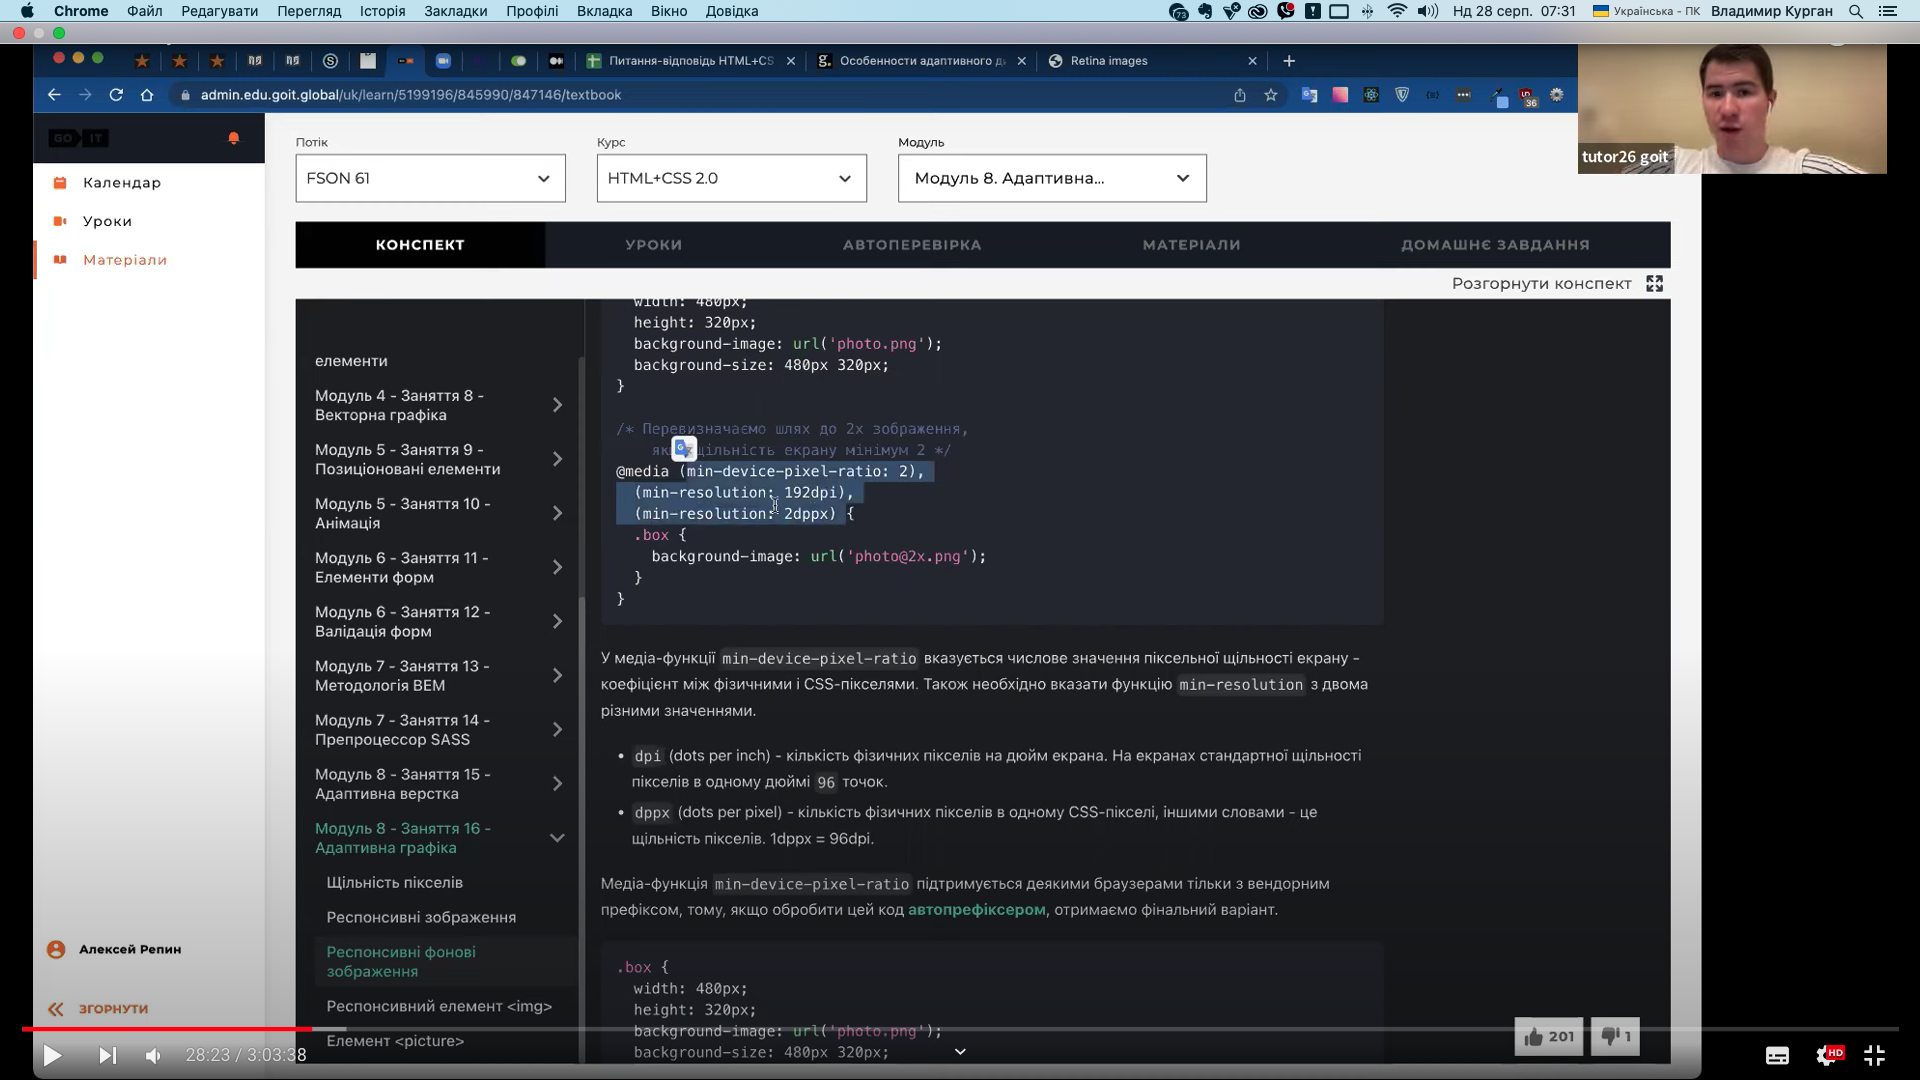 Chrome Файл Редагувати Перегляд Історія Закладки Профілі Вкладка Вікно Довідка
73
Нд 28 серп. 07:31 Українська - ПК Владимир Курган
Питання-відповідь HTML+CS
Особенности адаптивного д
Retina images
admin.edu.goit.global/uk/learn/5199196/845990/847146/textbook
36
tutor26 goit
GO IT
Календар
Уроки
Матеріали
Алексей Репин
ЗГОРНУТИ
Потік
FSON 61
Курс
HTML+CSS 2.0
Модуль
Модуль 8. Адаптивна...
КОНСПЕКТ УРОКИ АВТОПЕРЕВІРКА МАТЕРІАЛИ ДОМАШНЄ ЗАВДАННЯ
Розгорнути конспект
елементи
Модуль 4 - Заняття 8 -
Векторна графіка
Модуль 5 - Заняття 9 -
Позиціоновані елементи
Модуль 5 - Заняття 10 -
Анімація
Модуль 6 - Заняття 11 -
Елементи форм
Модуль 6 - Заняття 12 -
Валідація форм
Модуль 7 - Заняття 13 -
Методологія BEM
Модуль 7 - Заняття 14 -
Препроцессор SASS
Модуль 8 - Заняття 15 -
Адаптивна верстка
Модуль 8 - Заняття 16 -
Адаптивна графіка
Щільність пікселів
Респонсивні зображення
Респонсивні фонові
зображення
Респонсивний елемент <img>
Елемент <picture>
width: 480px;
height: 320px;
background-image: url('photo.png');
background-size: 480px 320px;
}
/* Перевизначаємо шлях до 2х зображення,
щільність екрану мінімум 2 */
@media (min-device-pixel-ratio: 2),
(min-resolution: 192dpi),
(min-resolution: 2dppx) {
.box {
background-image: url('photo@2x.png');
}
}
У медіа-функції min-device-pixel-ratio вказується числове значення піксельної щільності екрану -
коефіцієнт між фізичними і CSS-пікселями. Також необхідно вказати функцію min-resolution з двома
різними значеннями.
• dpi (dots per inch) - кількість фізичних пікселів на дюйм екрана. На екранах стандартної щільності
пікселів в одному дюймі 96 точок.
• dppx (dots per pixel) - кількість фізичних пікселів в одному CSS-пікселі, іншими словами - це
щільність пікселів. 1dppx = 96dpi.
Медіа-функція min-device-pixel-ratio підтримується деякими браузерами тільки з вендорним
префіксом, тому, якщо обробити цей код автопрефіксером, отримаємо фінальний варіант.
.box {
width: 480px;
height: 320px;
background-image: url('photo.png');
background-size: 480px 320px;
28:23 / 3:03:38
201
1
HD